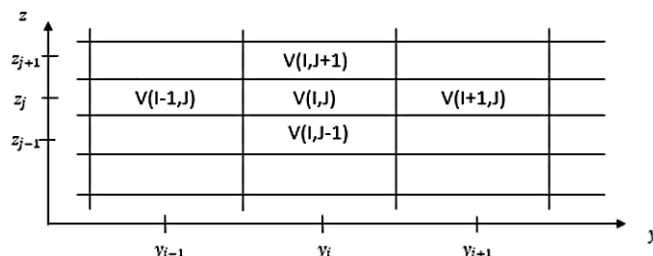 z
z_{j+1} V(I,J+1)
z_j V(I-1,J) V(I,J) V(I+1,J)
z_{j-1} V(I,J-1)
y_{i-1} y_i y_{i+1} y